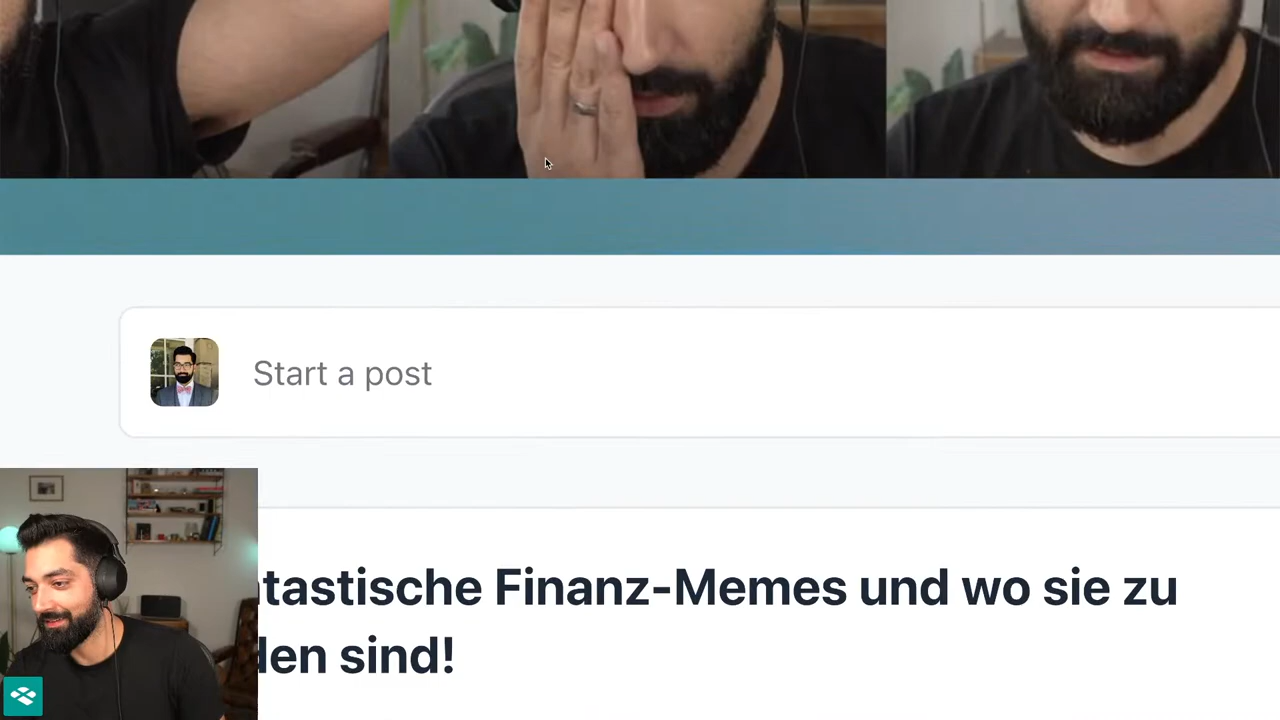 Start a post
tastische Finanz-Memes und wo sie zu
den sind!